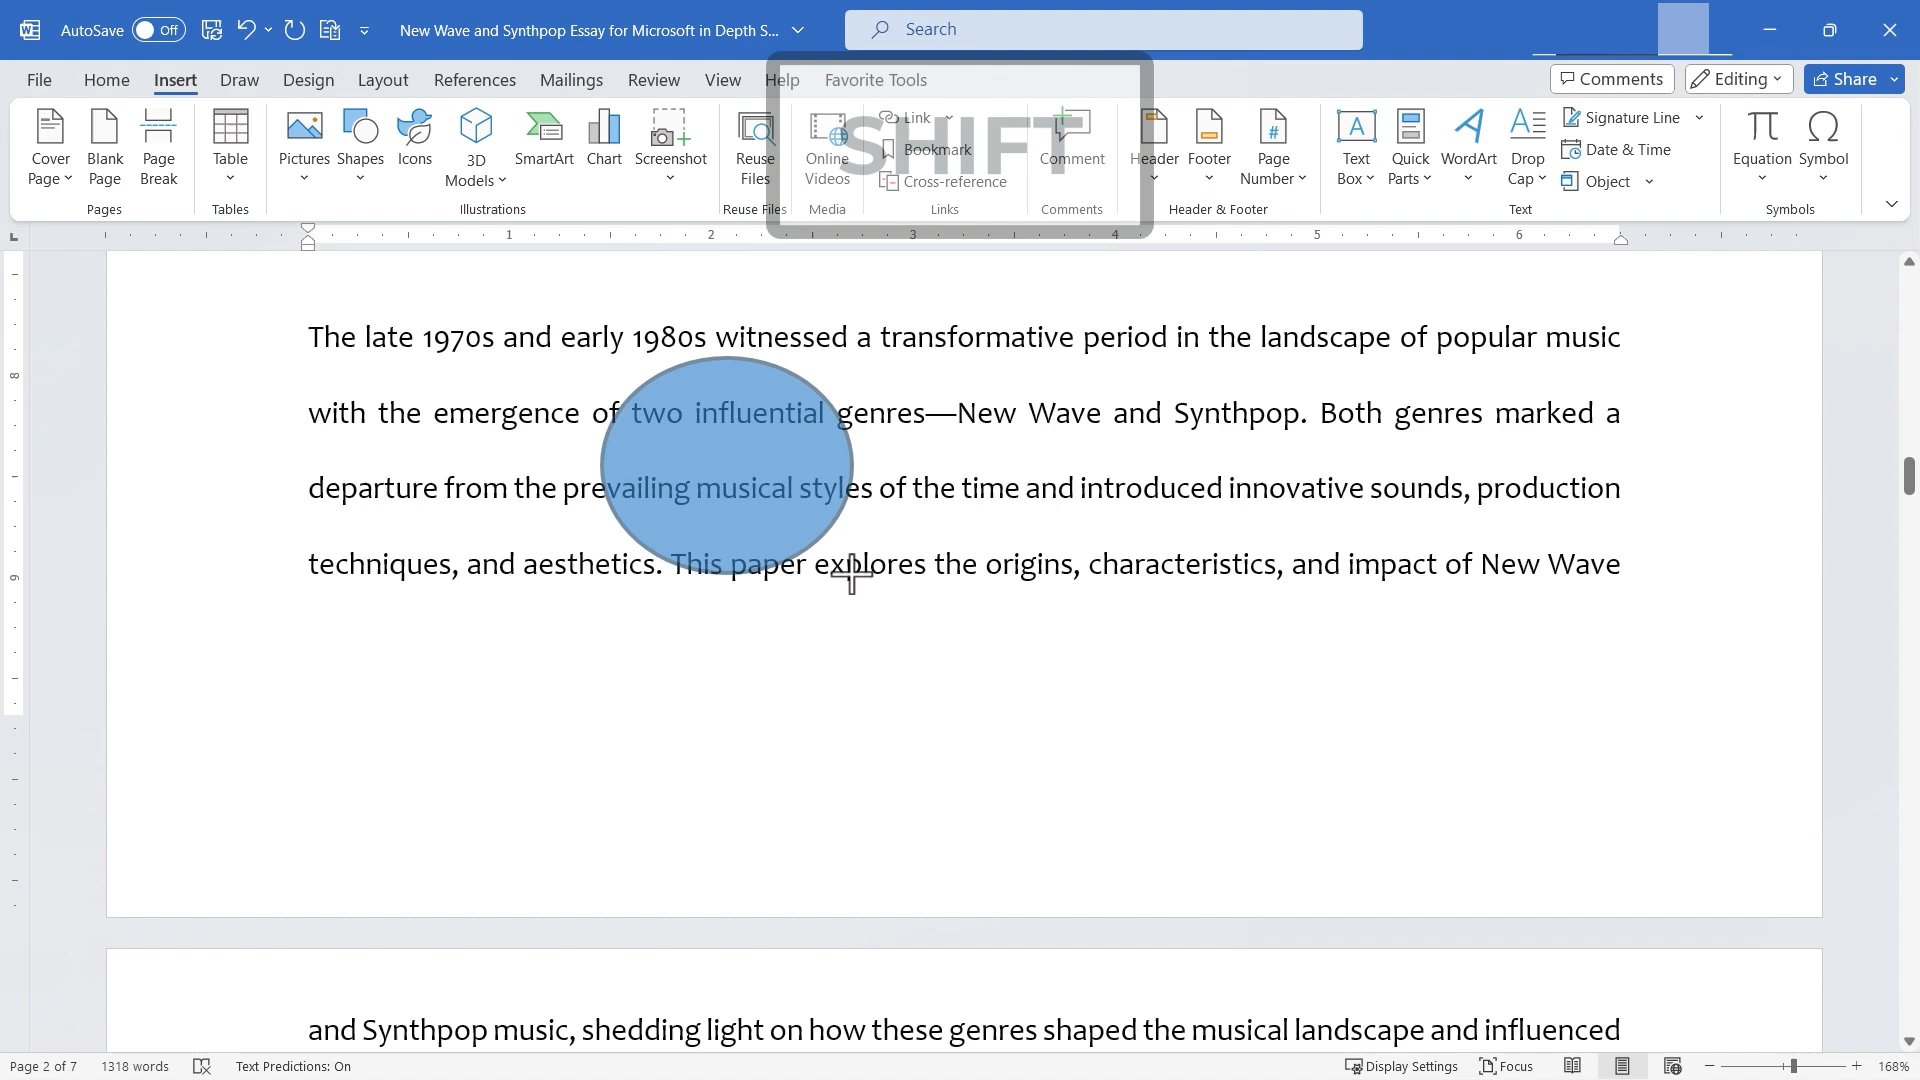 AutoSave Off New Wave and Synthpop Essay for Microsoft in Depth S... Search
File Home Insert Draw Design Layout References Mailings Review View Help Favorite Tools Comments Editing Share
SHIFT
Cover Page
Blank Page
Page Break
Pages
Table
Tables
Pictures
Shapes
Icons
3D Models
SmartArt
Chart
Screenshot
Illustrations
Reuse Files
Reuse Files
Online Videos
Media
Link
Bookmark
Cross-reference
Links
Comment
Comments
Header
Footer
Page Number
Header & Footer
Text Box
Quick Parts
WordArt
Drop Cap
Signature Line
Date & Time
Object
Text
Equation
Symbol
Symbols
1 2 3 4 5 6
8
9
The late 1970s and early 1980s witnessed a transformative period in the landscape of popular music
with the emergence of two influential genres—New Wave and Synthpop. Both genres marked a
departure from the prevailing musical styles of the time and introduced innovative sounds, production
techniques, and aesthetics. This paper explores the origins, characteristics, and impact of New Wave
and Synthpop music, shedding light on how these genres shaped the musical landscape and influenced
Page 2 of 7 1318 words Text Predictions: On Display Settings Focus 168%